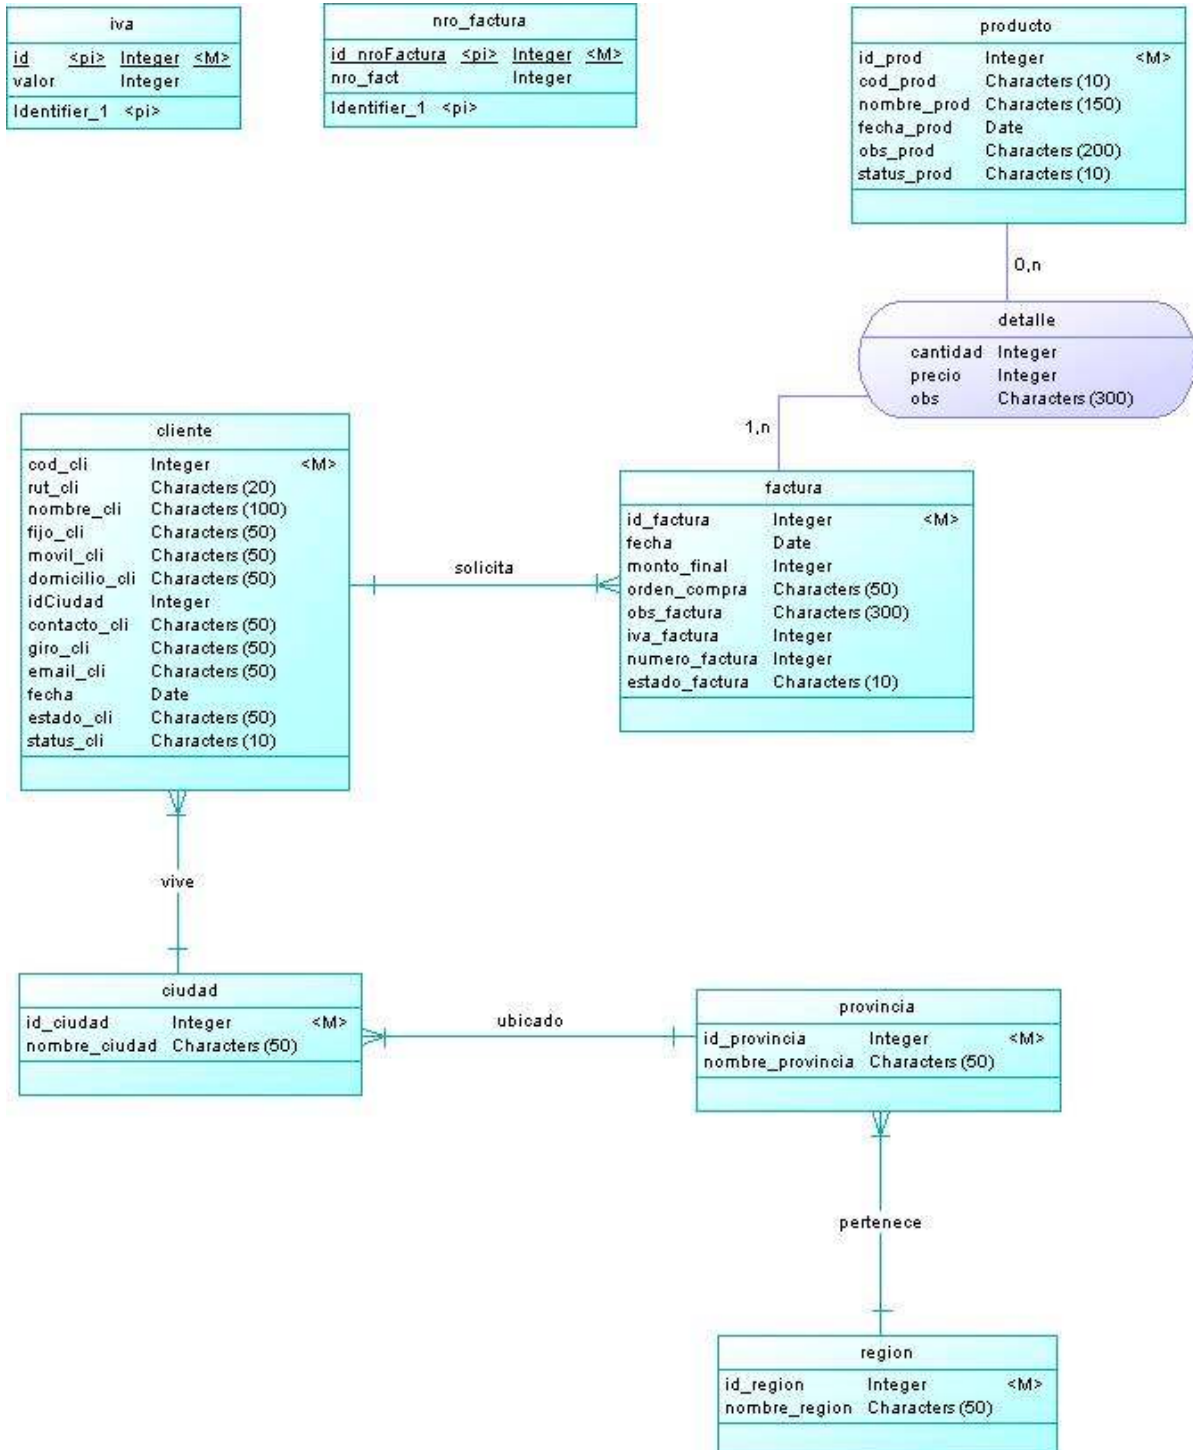 iva
id <pi> Integer <M>
valor Integer
Identifier_1 <pi>
nro_factura
id_nroFactura <pi> Integer <M>
nro_fact Integer
Identifier_1 <pi>
producto
id_prod Integer <M>
cod_prod Characters (10)
nombre_prod Characters (150)
fecha_prod Date
obs_prod Characters (200)
status_prod Characters (10)
0,n
detalle
cantidad Integer
precio Integer
obs Characters (300)
1,n
cliente
cod_cli Integer <M>
rut_cli Characters (20)
nombre_cli Characters (100)
fijo_cli Characters (50)
movil_cli Characters (50)
domicilio_cli Characters (50)
idCiudad Integer
contacto_cli Characters (50)
giro_cli Characters (50)
email_cli Characters (50)
fecha Date
estado_cli Characters (50)
status_cli Characters (10)
solicita
factura
id_factura Integer <M>
fecha Date
monto_final Integer
orden_compra Characters (50)
obs_factura Characters (300)
iva_factura Integer
numero_factura Integer
estado_factura Characters (10)
vive
ciudad
id_ciudad Integer <M>
nombre_ciudad Characters (50)
ubicado
provincia
id_provincia Integer <M>
nombre_provincia Characters (50)
pertenece
region
id_region Integer <M>
nombre_region Characters (50)